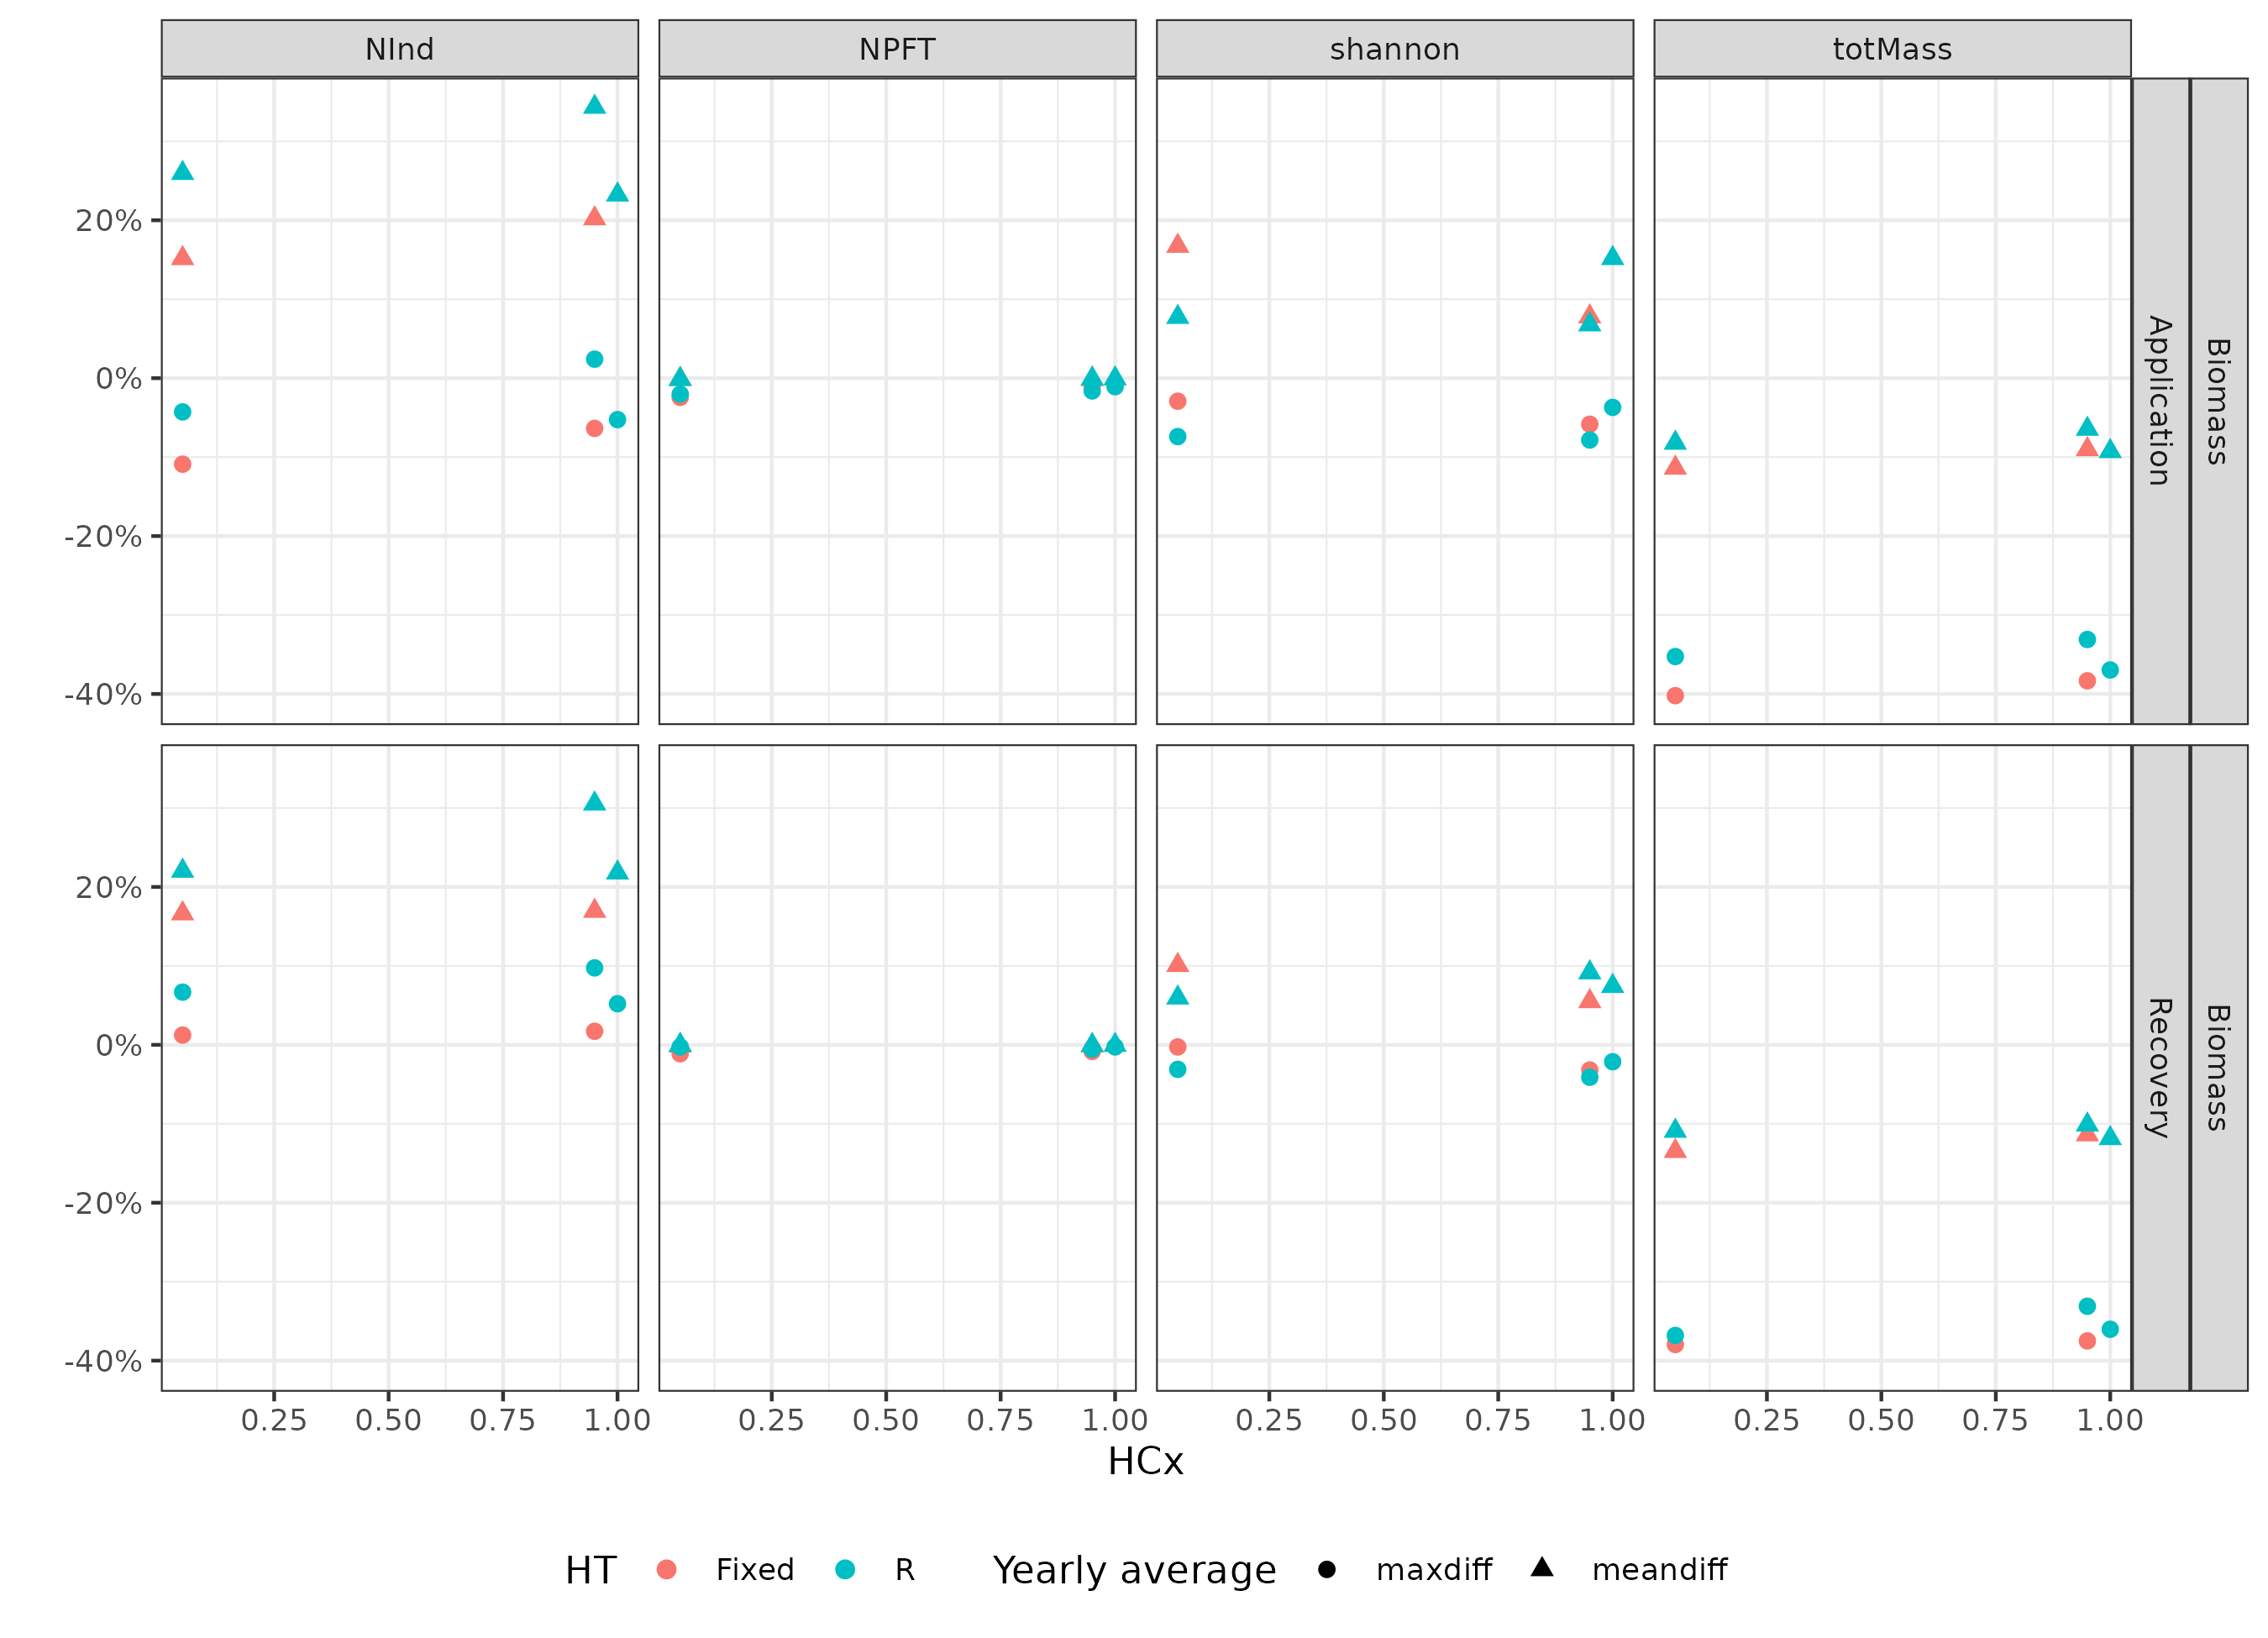 NInd NPFT shannon totMass
20%
0%
-20%
-40%
Application
Biomass
20%
0%
-20%
-40%
Recovery
Biomass
0.25 0.50 0.75 1.00 0.25 0.50 0.75 1.00 0.25 0.50 0.75 1.00 0.25 0.50 0.75 1.00
HCx
HT Fixed R Yearly average maxdiff meandiff